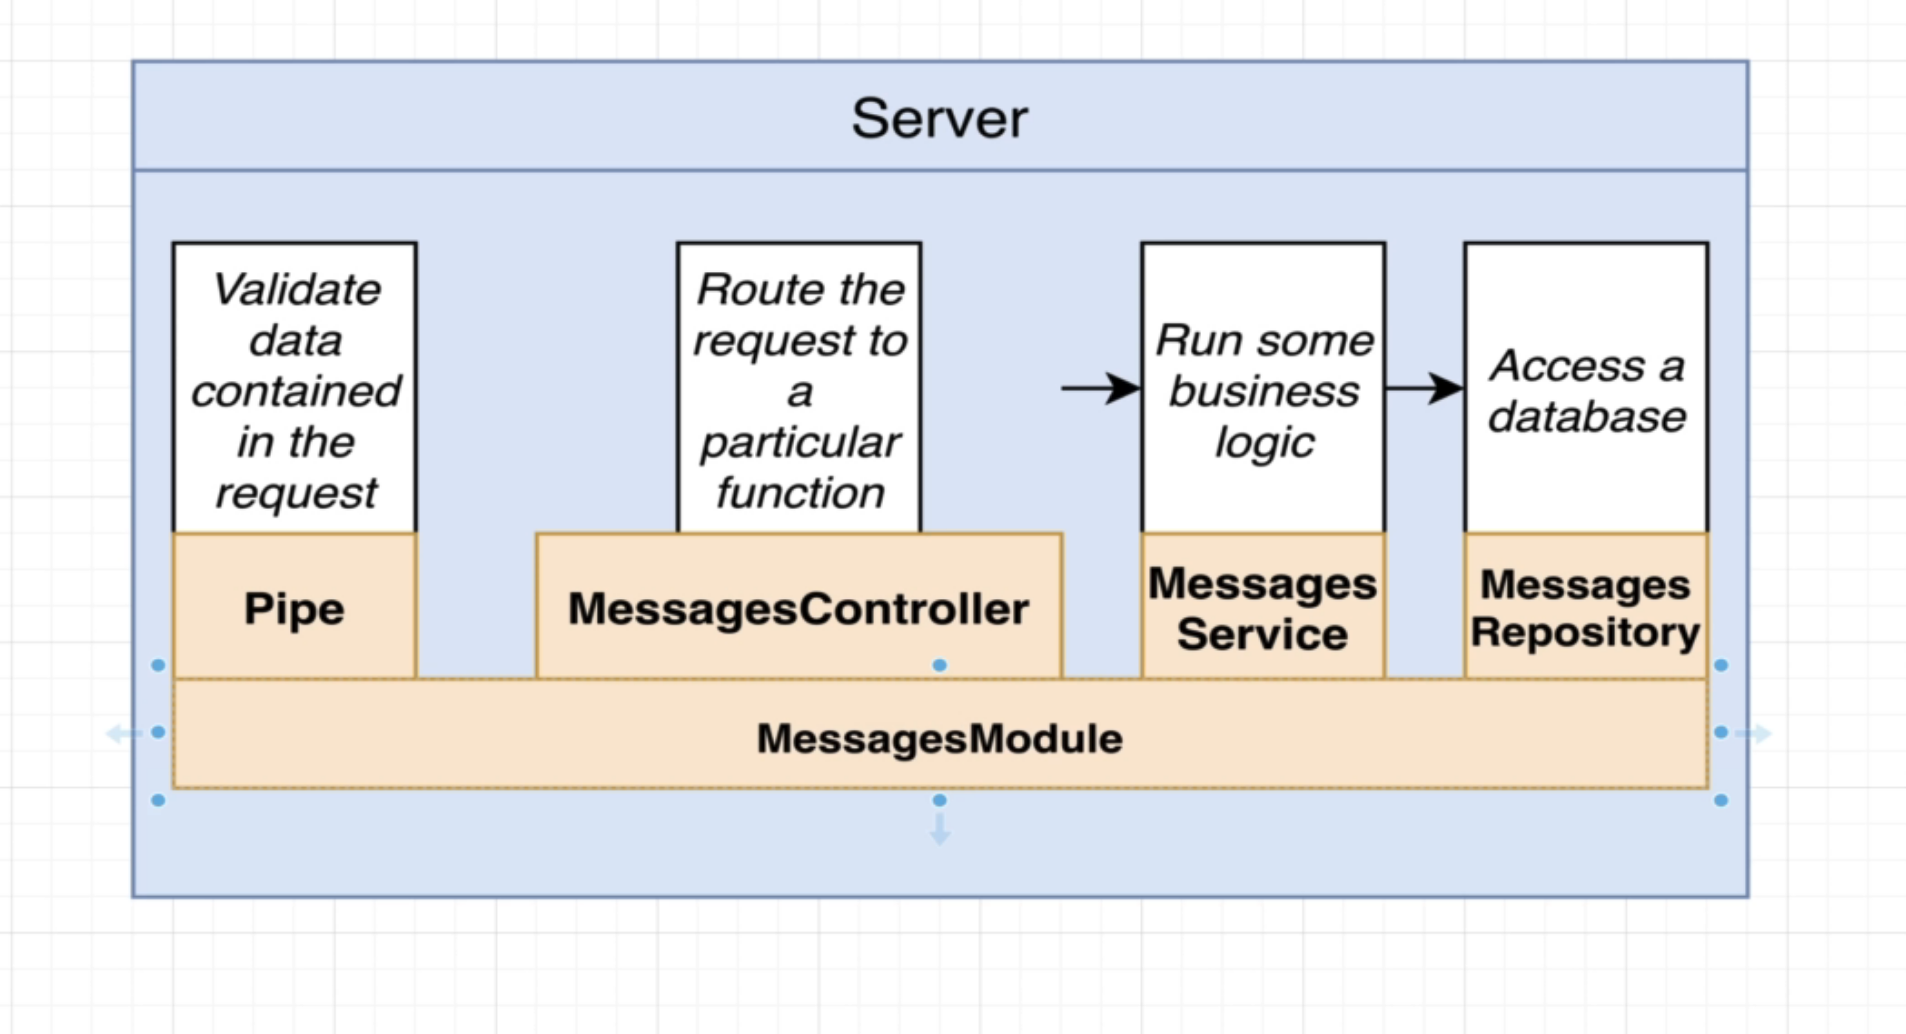 Server
Validate
data
contained
in the
request
Route the
request to
a
particular
function
Run some
business
logic
Access a
database
Pipe
MessagesController
Messages
Service
Messages
Repository
MessagesModule